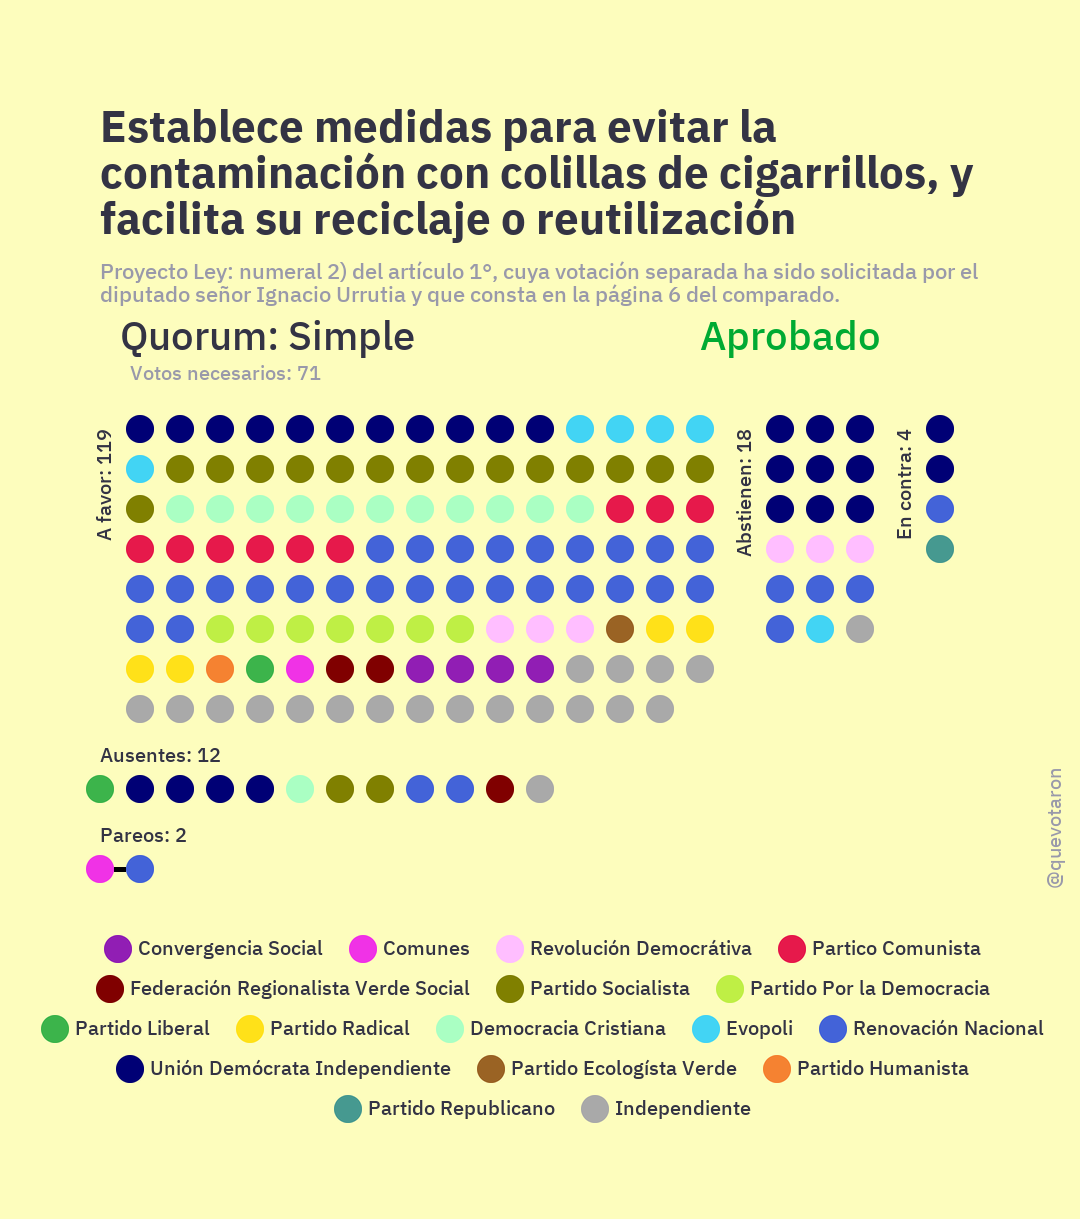 Establece medidas para evitar la
contaminación con colillas de cigarrillos, y
facilita su reciclaje o reutilización
Proyecto Ley: numeral 2) del artículo 1°, cuya votación separada ha sido solicitada por el
diputado señor Ignacio Urrutia y que consta en la página 6 del comparado.
Quorum: Simple
Aprobado
Votos necesarios: 71
A favor: 119
Abstienen: 18
En contra: 4
Ausentes: 12
Pareos: 2
@quevotaron
Convergencia Social Comunes Revolución Democrátiva Partico Comunista
Federación Regionalista Verde Social Partido Socialista Partido Por la Democracia
Partido Liberal Partido Radical Democracia Cristiana Evopoli Renovación Nacional
Unión Demócrata Independiente Partido Ecologísta Verde Partido Humanista
Partido Republicano Independiente